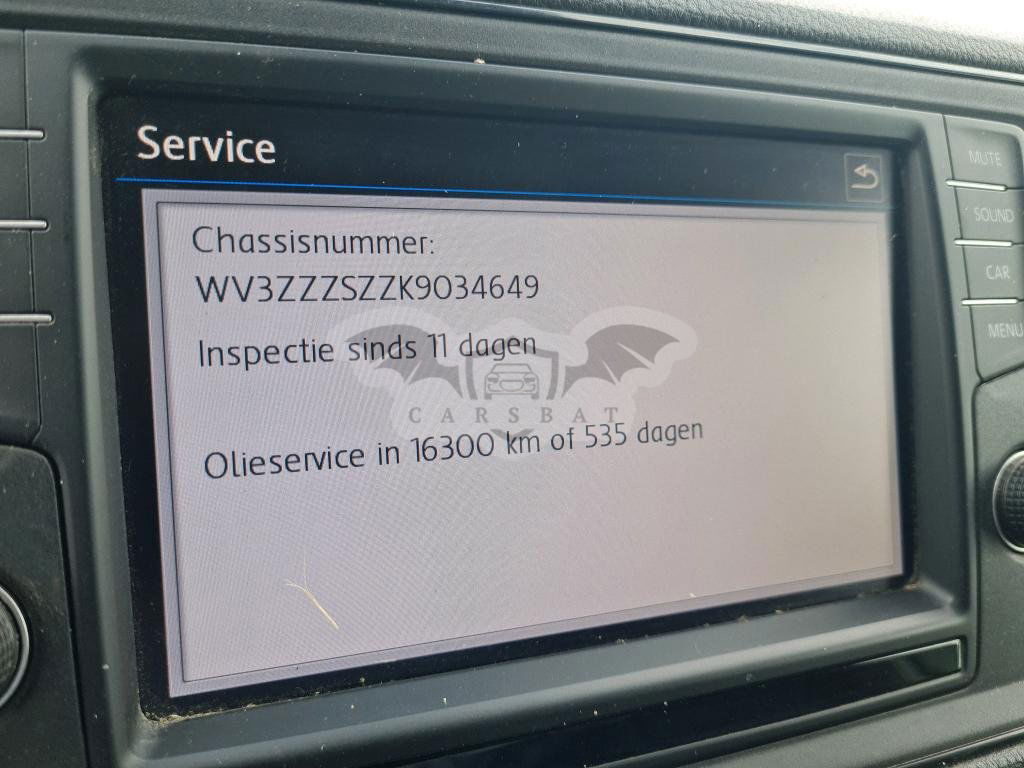 Service
MUTE
SOUND
CAR
MENU
Chassisnummer:
WV3ZZZSZZK9034649
Inspectie sinds 11 dagen
CARSBAT
Olieservice in 16300 km of 535 dagen